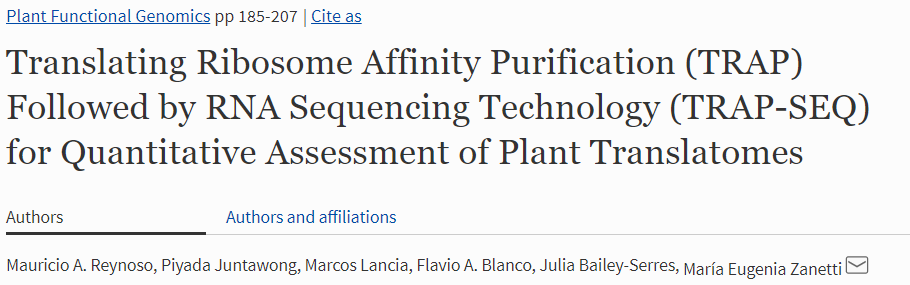 Plant Functional Genomics pp 185-207 | Cite as
Translating Ribosome Affinity Purification (TRAP)
Followed by RNA Sequencing Technology (TRAP-SEQ)
for Quantitative Assessment of Plant Translatomes
Authors Authors and affiliations
Mauricio A. Reynoso, Piyada Juntawong, Marcos Lancia, Flavio A. Blanco, Julia Bailey-Serres, María Eugenia Zanetti